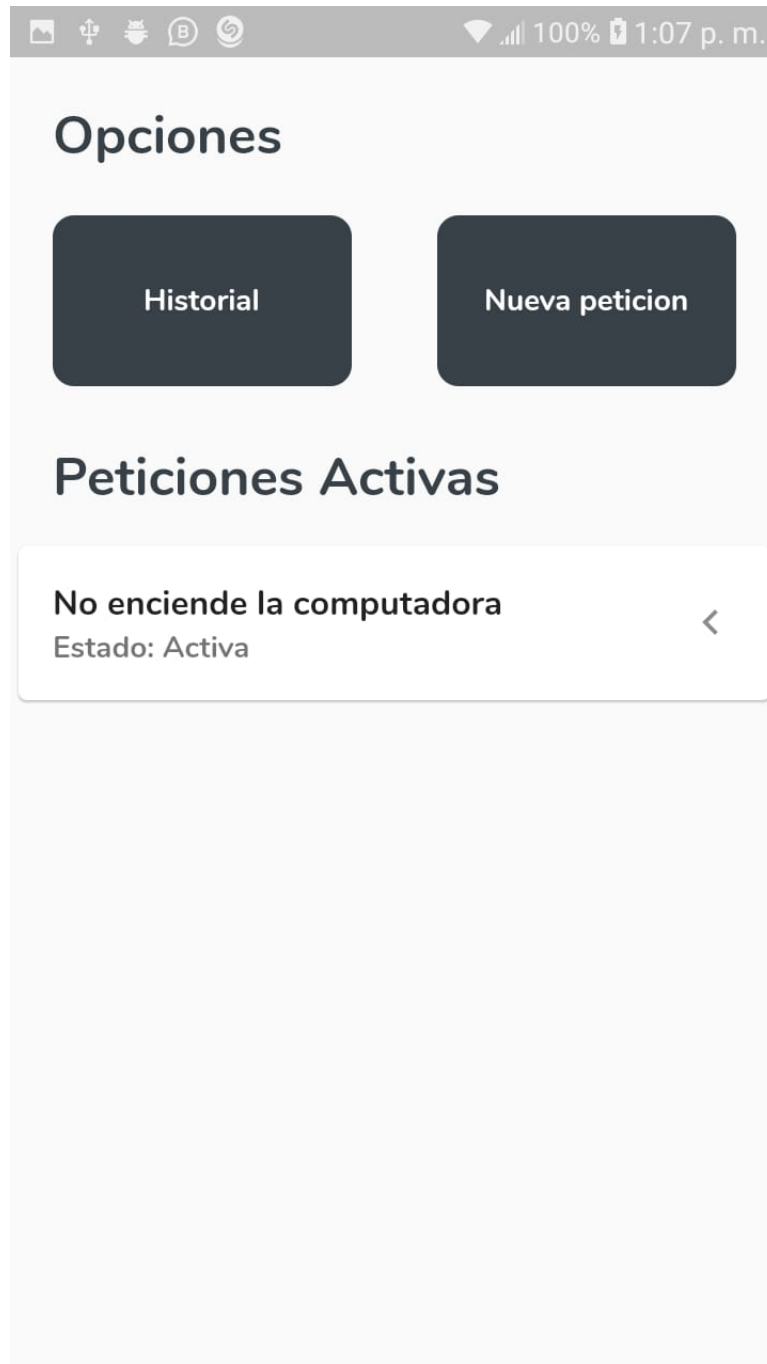 100% 1:07 p. m.
Opciones
Historial
Nueva peticion
Peticiones Activas
No enciende la computadora
Estado: Activa